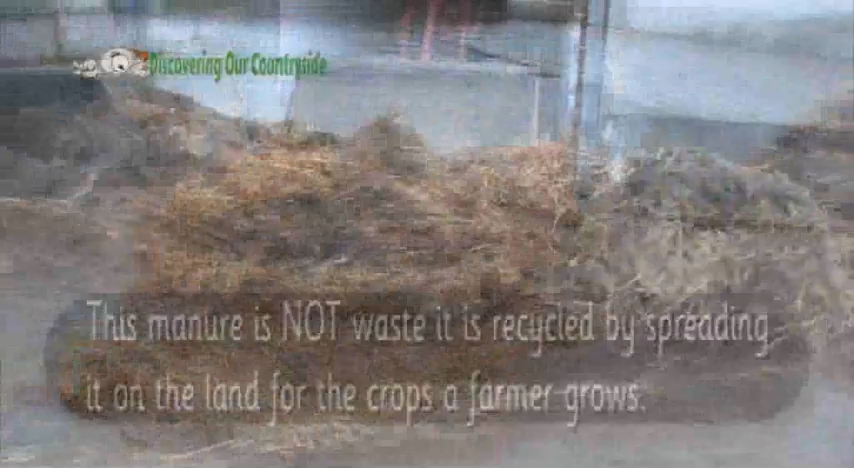 Discovering Our Countryside
This manure is NOT waste it is recycled by spreading
it on the land for the crops a farmer grows.